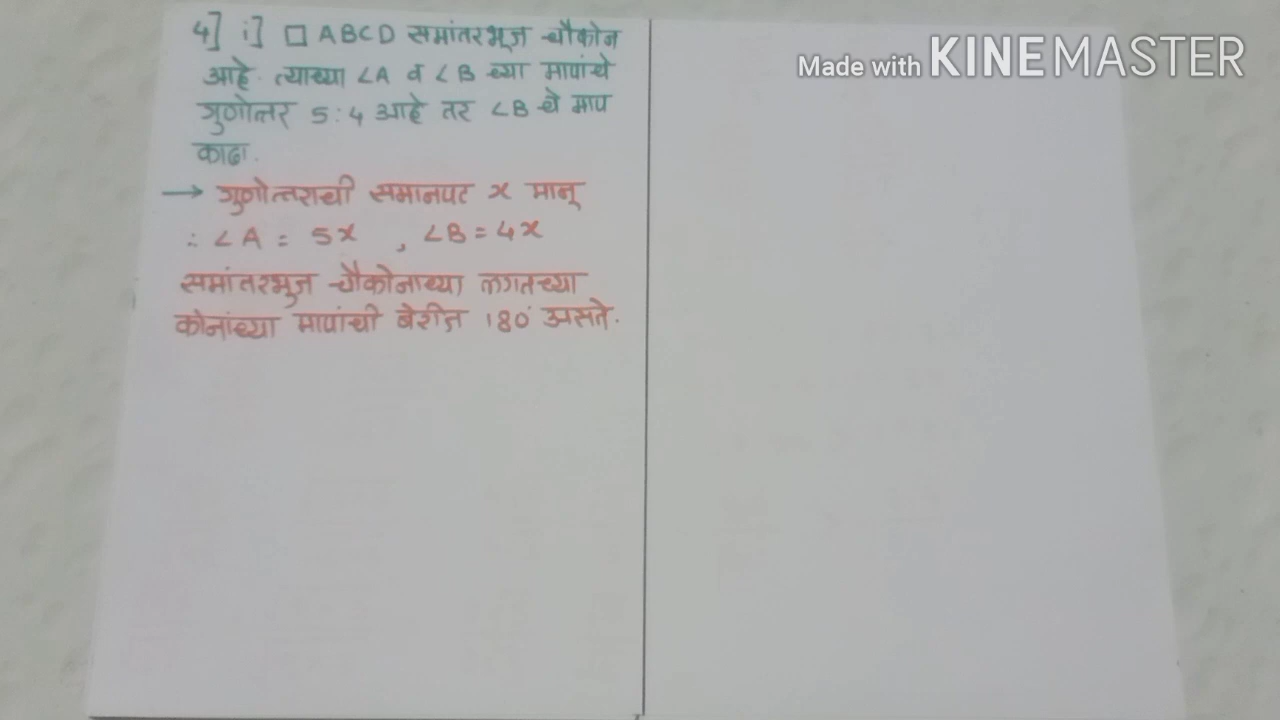 4] i] □ ABCD समांतरभूज चौकोन
आहे. त्याच्या ∠A व ∠B च्या मापांचे
गुणोत्तर 5:4 आहे तर ∠B चे माप
काढा.
→ गुणोत्तराची समानपट x मानू
∴ ∠A = 5x , ∠B = 4x
समांतरभुज चौकोनाच्या लगतच्या
कोनांच्या मापांची बेरीज 180° असते.
Made with KINEMASTER